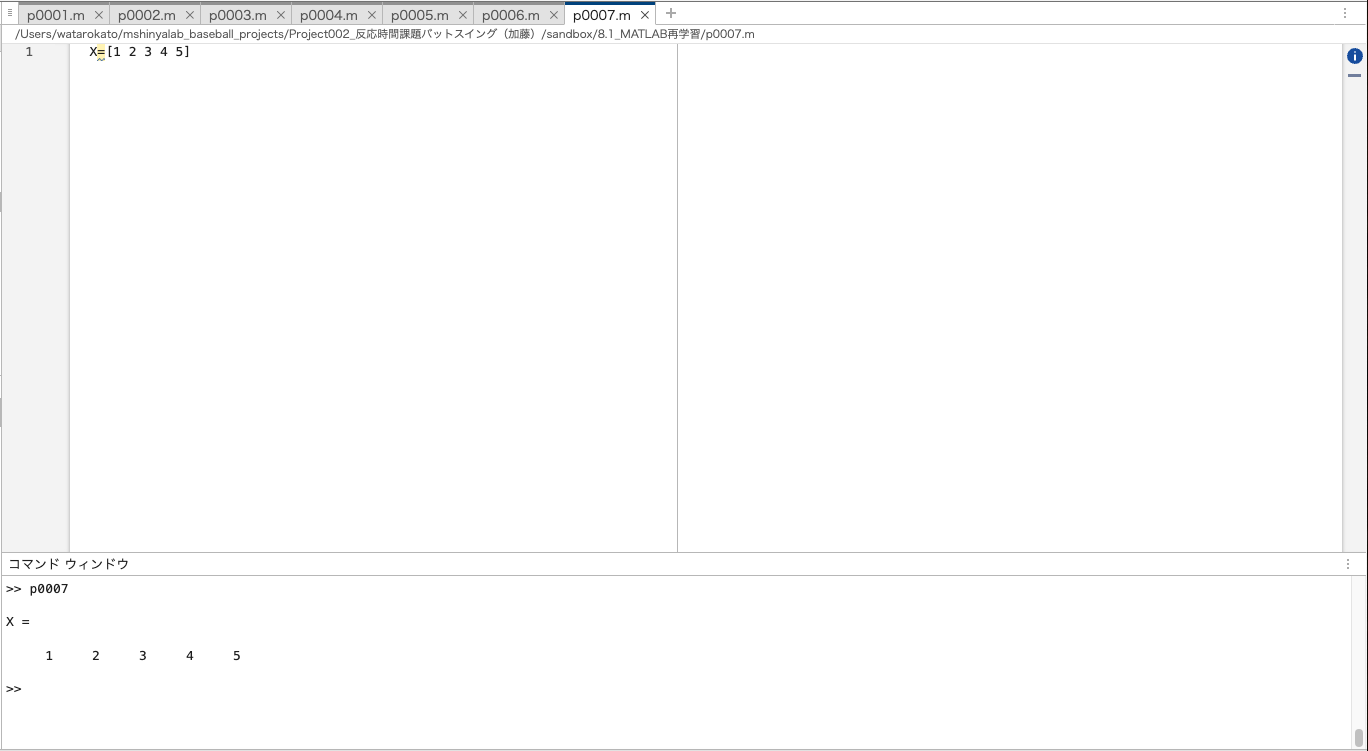 p0001.m × p0002.m × p0003.m × p0004.m × p0005.m × p0006.m × p0007.m × +
/Users/watarokato/mshinyalab_baseball_projects/Project002_反応時間課題バットスイング（加藤）/sandbox/8.1_MATLAB再学習/p0007.m
1 X=[1 2 3 4 5]
コマンド ウィンドウ
>> p0007
X =
1 2 3 4 5
>>